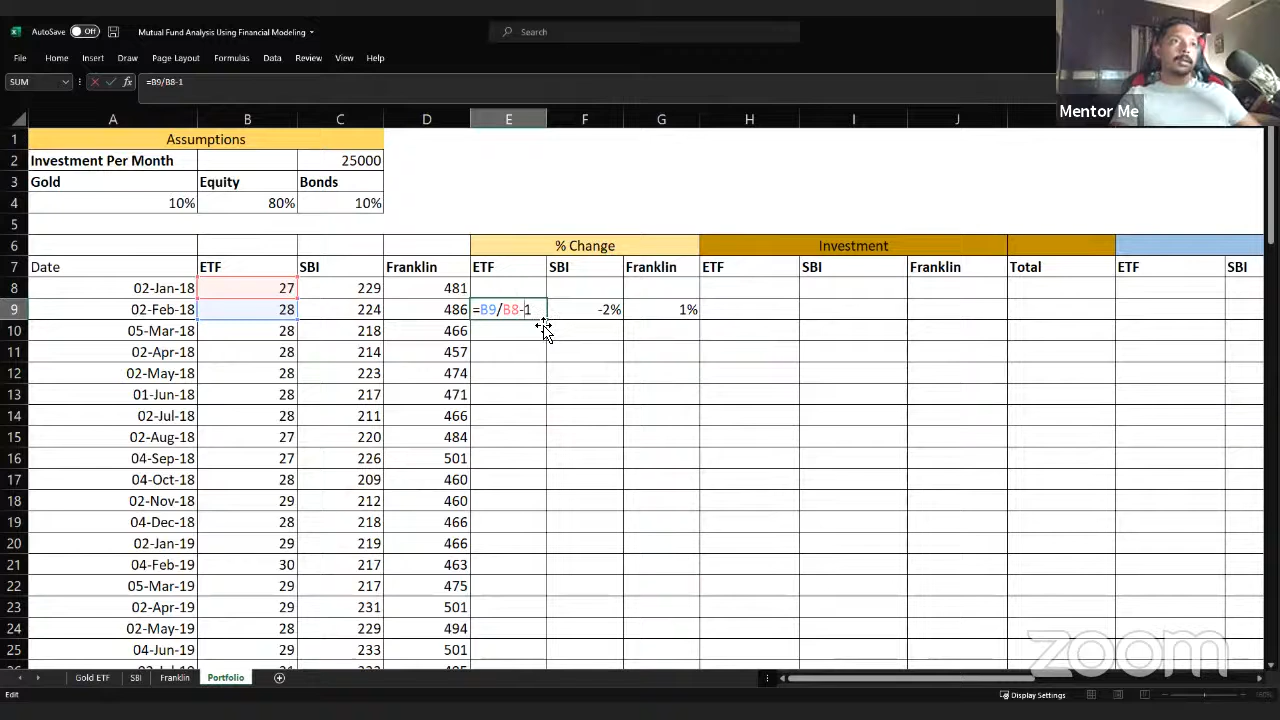 AutoSave Off Mutual Fund Analysis Using Financial Modeling Search
File Home Insert Draw Page Layout Formulas Data Review View Help
SUM fx =B9/B8-1
Mentor Me
A B C D E F G H I J
1 Assumptions
2 Investment Per Month 25000
3 Gold Equity Bonds
4 10% 80% 10%
5
6 % Change Investment
7 Date ETF SBI Franklin ETF SBI Franklin ETF SBI Franklin Total ETF SBI
8 02-Jan-18 27 229 481
9 02-Feb-18 28 224 486 =B9/B8-1 -2% 1%
10 05-Mar-18 28 218 466
11 02-Apr-18 28 214 457
12 02-May-18 28 223 474
13 01-Jun-18 28 217 471
14 02-Jul-18 28 211 466
15 02-Aug-18 27 220 484
16 04-Sep-18 27 226 501
17 04-Oct-18 28 209 460
18 02-Nov-18 29 212 460
19 04-Dec-18 28 218 466
20 02-Jan-19 29 219 466
21 04-Feb-19 30 217 463
22 05-Mar-19 29 217 475
23 02-Apr-19 29 231 501
24 02-May-19 28 229 494
25 04-Jun-19 29 233 501
zoom
Gold ETF SBI Franklin Portfolio
Edit Display Settings